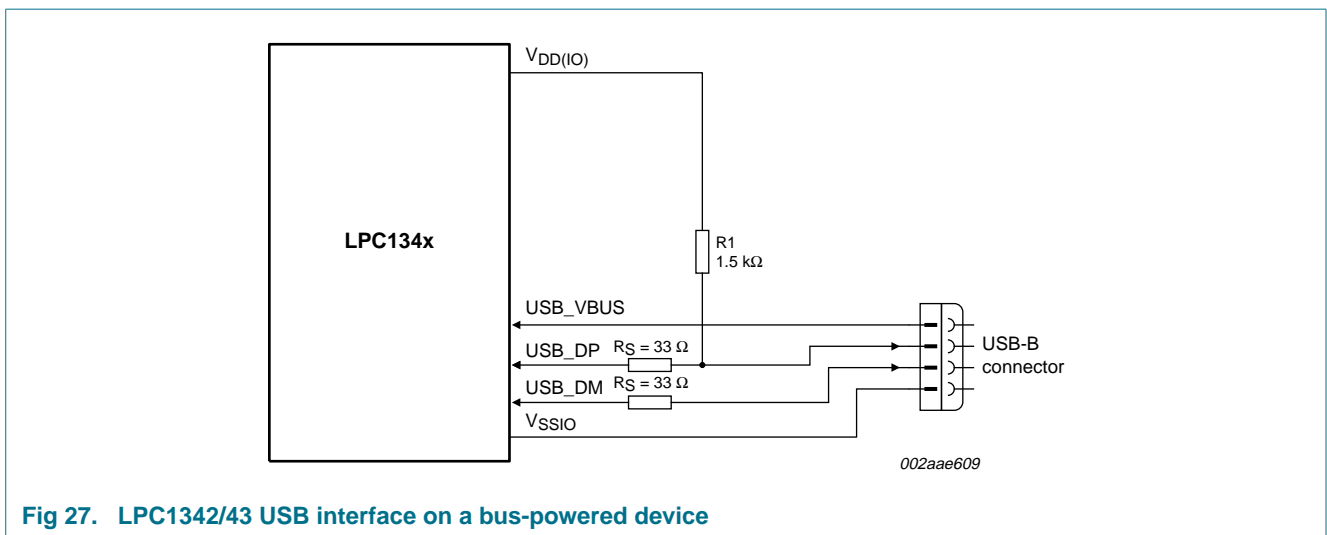 VDD(IO)
LPC134x
R1
1.5 kΩ
USB_VBUS
USB_DP
RS = 33 Ω
USB-B
connector
USB_DM
RS = 33 Ω
VSSIO
002aae609
Fig 27. LPC1342/43 USB interface on a bus-powered device